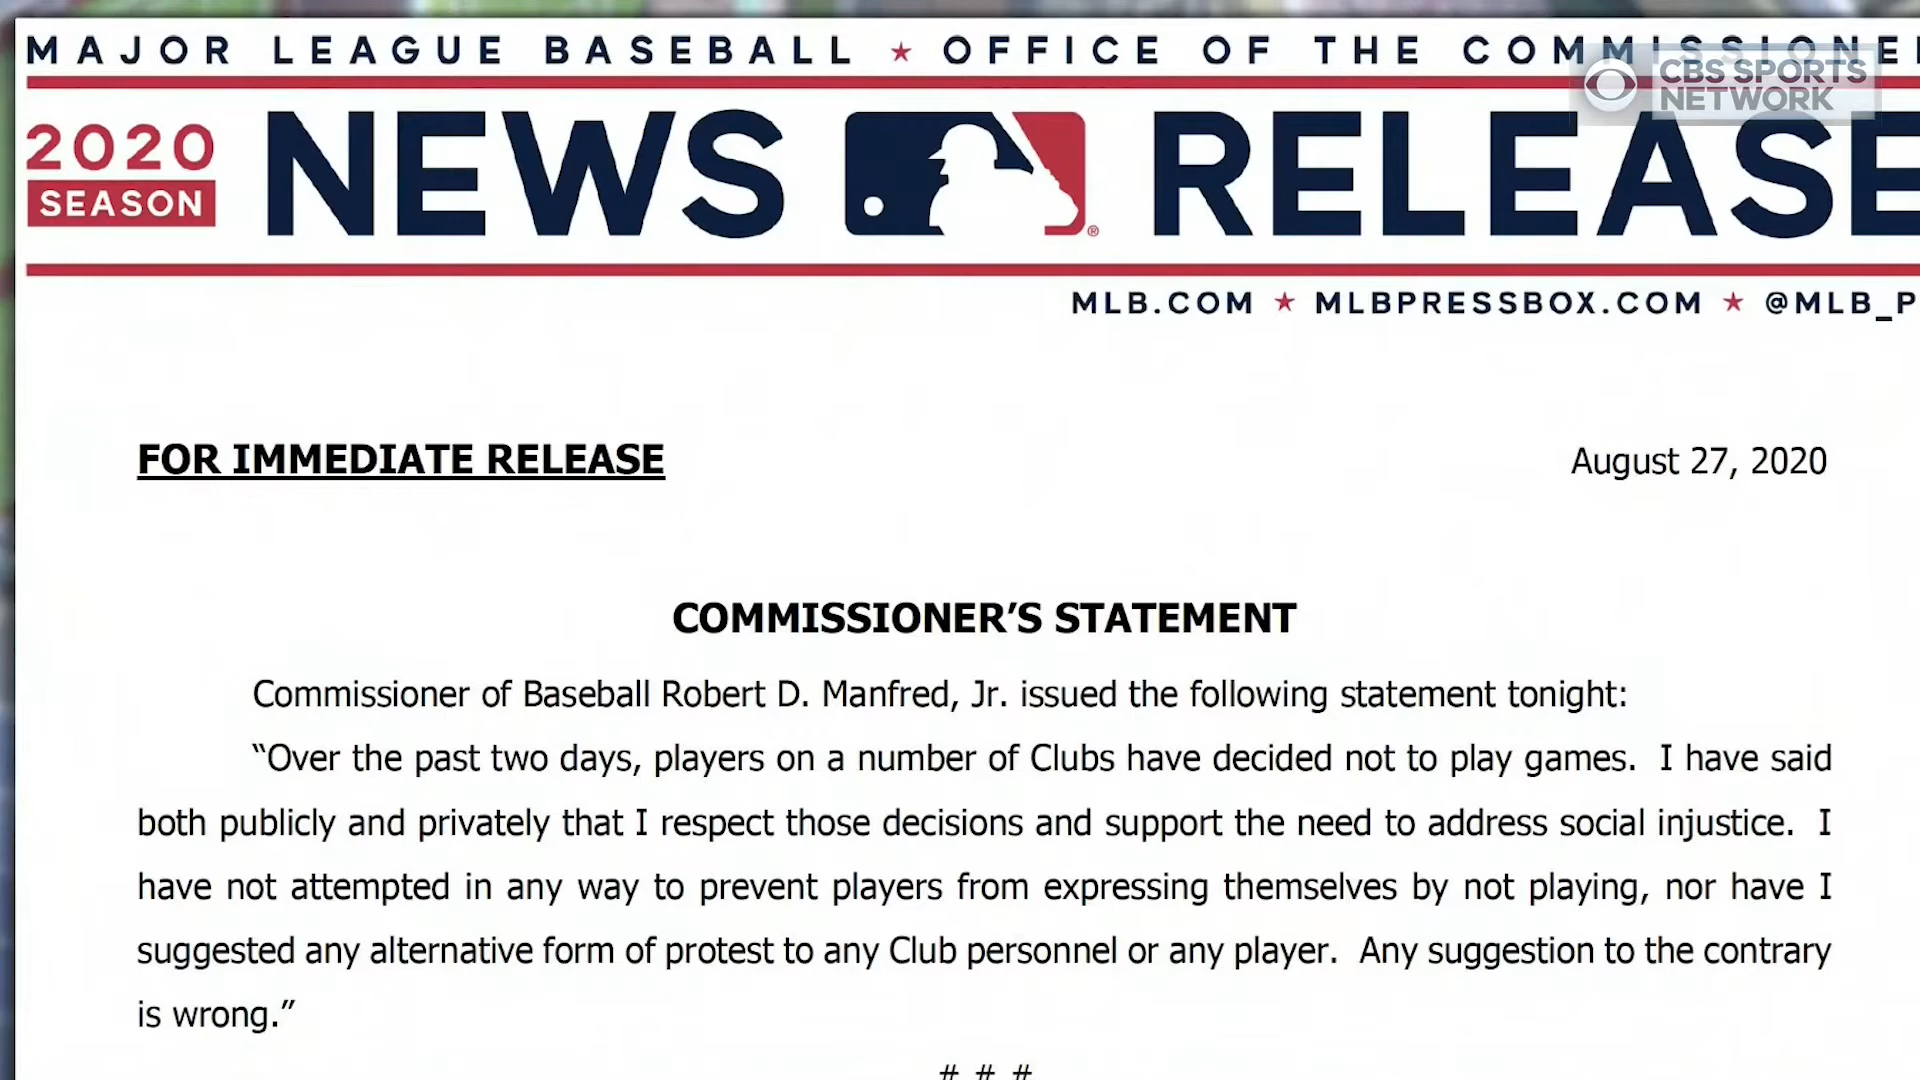 MAJOR LEAGUE BASEBALL ★ OFFICE OF THE COMMISSIONE
CBS SPORTS
NETWORK
2020
SEASON
NEWS RELEASE
®
MLB.COM ★ MLBPRESSBOX.COM ★ @MLB_P
FOR IMMEDIATE RELEASE
August 27, 2020
COMMISSIONER’S STATEMENT
Commissioner of Baseball Robert D. Manfred, Jr. issued the following statement tonight:
“Over the past two days, players on a number of Clubs have decided not to play games. I have said
both publicly and privately that I respect those decisions and support the need to address social injustice. I
have not attempted in any way to prevent players from expressing themselves by not playing, nor have I
suggested any alternative form of protest to any Club personnel or any player. Any suggestion to the contrary
is wrong.”
# # #